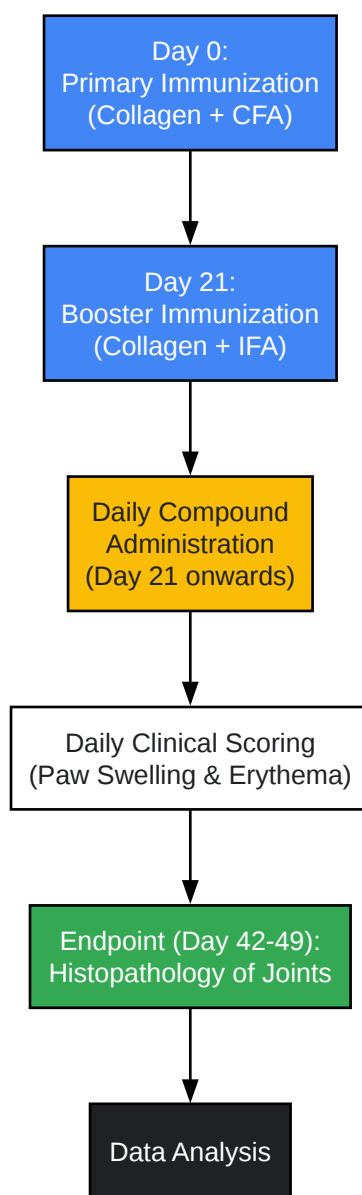 Day 0:
Primary Immunization
(Collagen + CFA)
Day 21:
Booster Immunization
(Collagen + IFA)
Daily Compound
Administration
(Day 21 onwards)
Daily Clinical Scoring
(Paw Swelling & Erythema)
Endpoint (Day 42-49):
Histopathology of Joints
Data Analysis